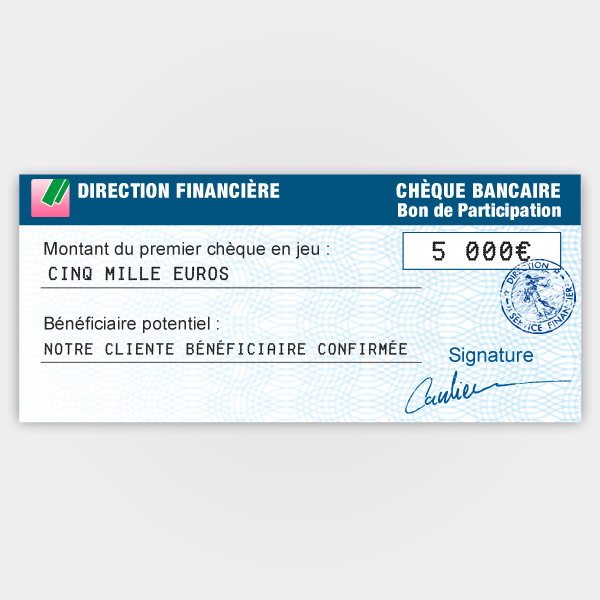 DIRECTION FINANCIÈRE
CHÈQUE BANCAIRE
Bon de Participation
Montant du premier chèque en jeu :
5 000€
CINQ MILLE EUROS
DIRECTION
SERVICE FINANCIER
Bénéficiaire potentiel :
NOTRE CLIENTE BÉNÉFICIAIRE CONFIRMÉE
Signature